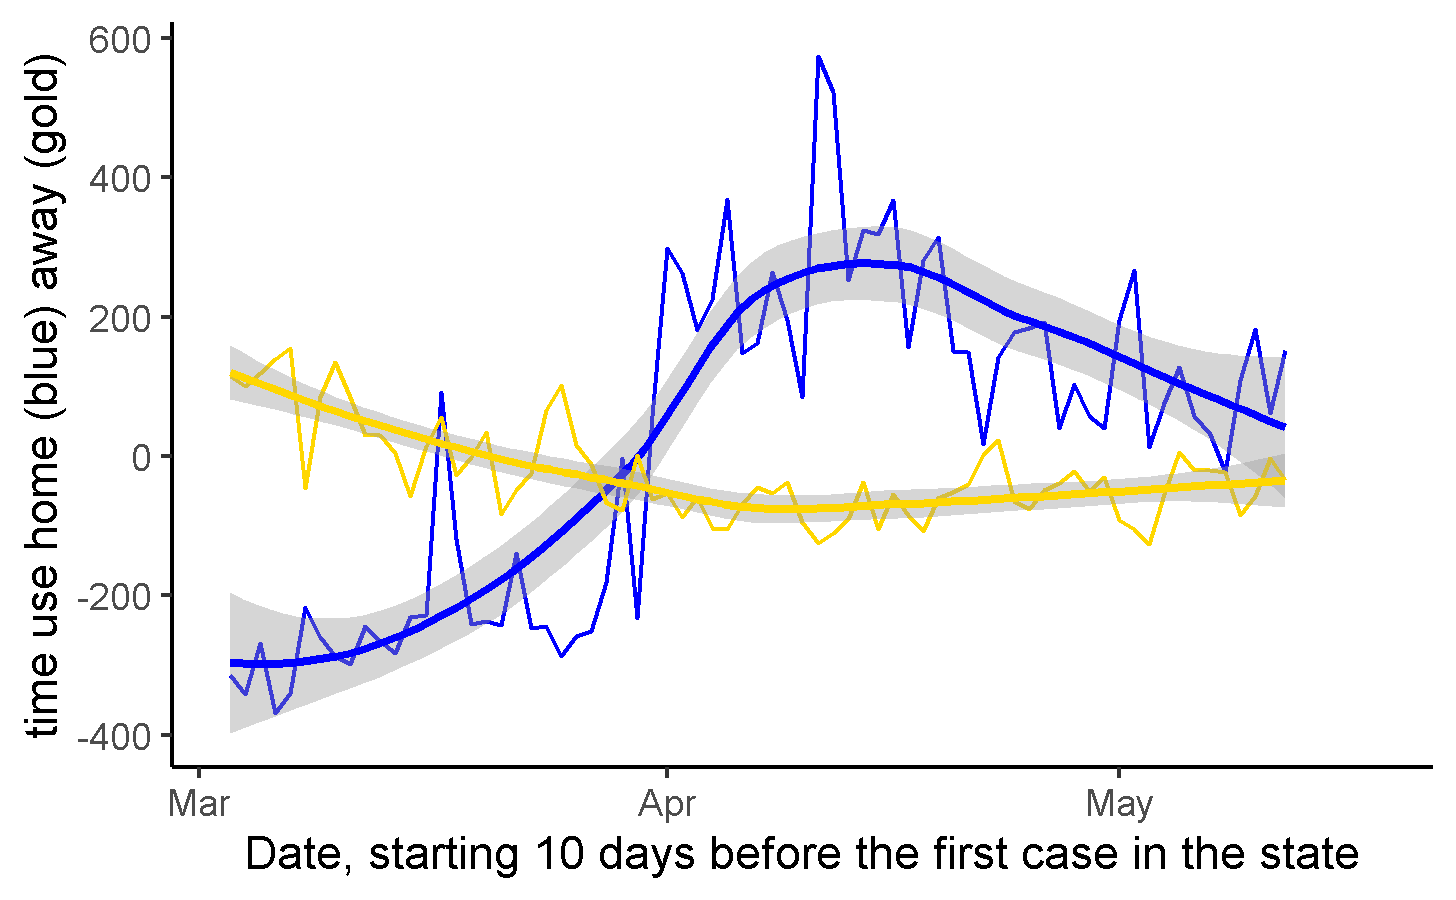 time use home (blue) away (gold)
600
400
200
0
-200
-400
Mar
Apr
May
Date, starting 10 days before the first case in the state